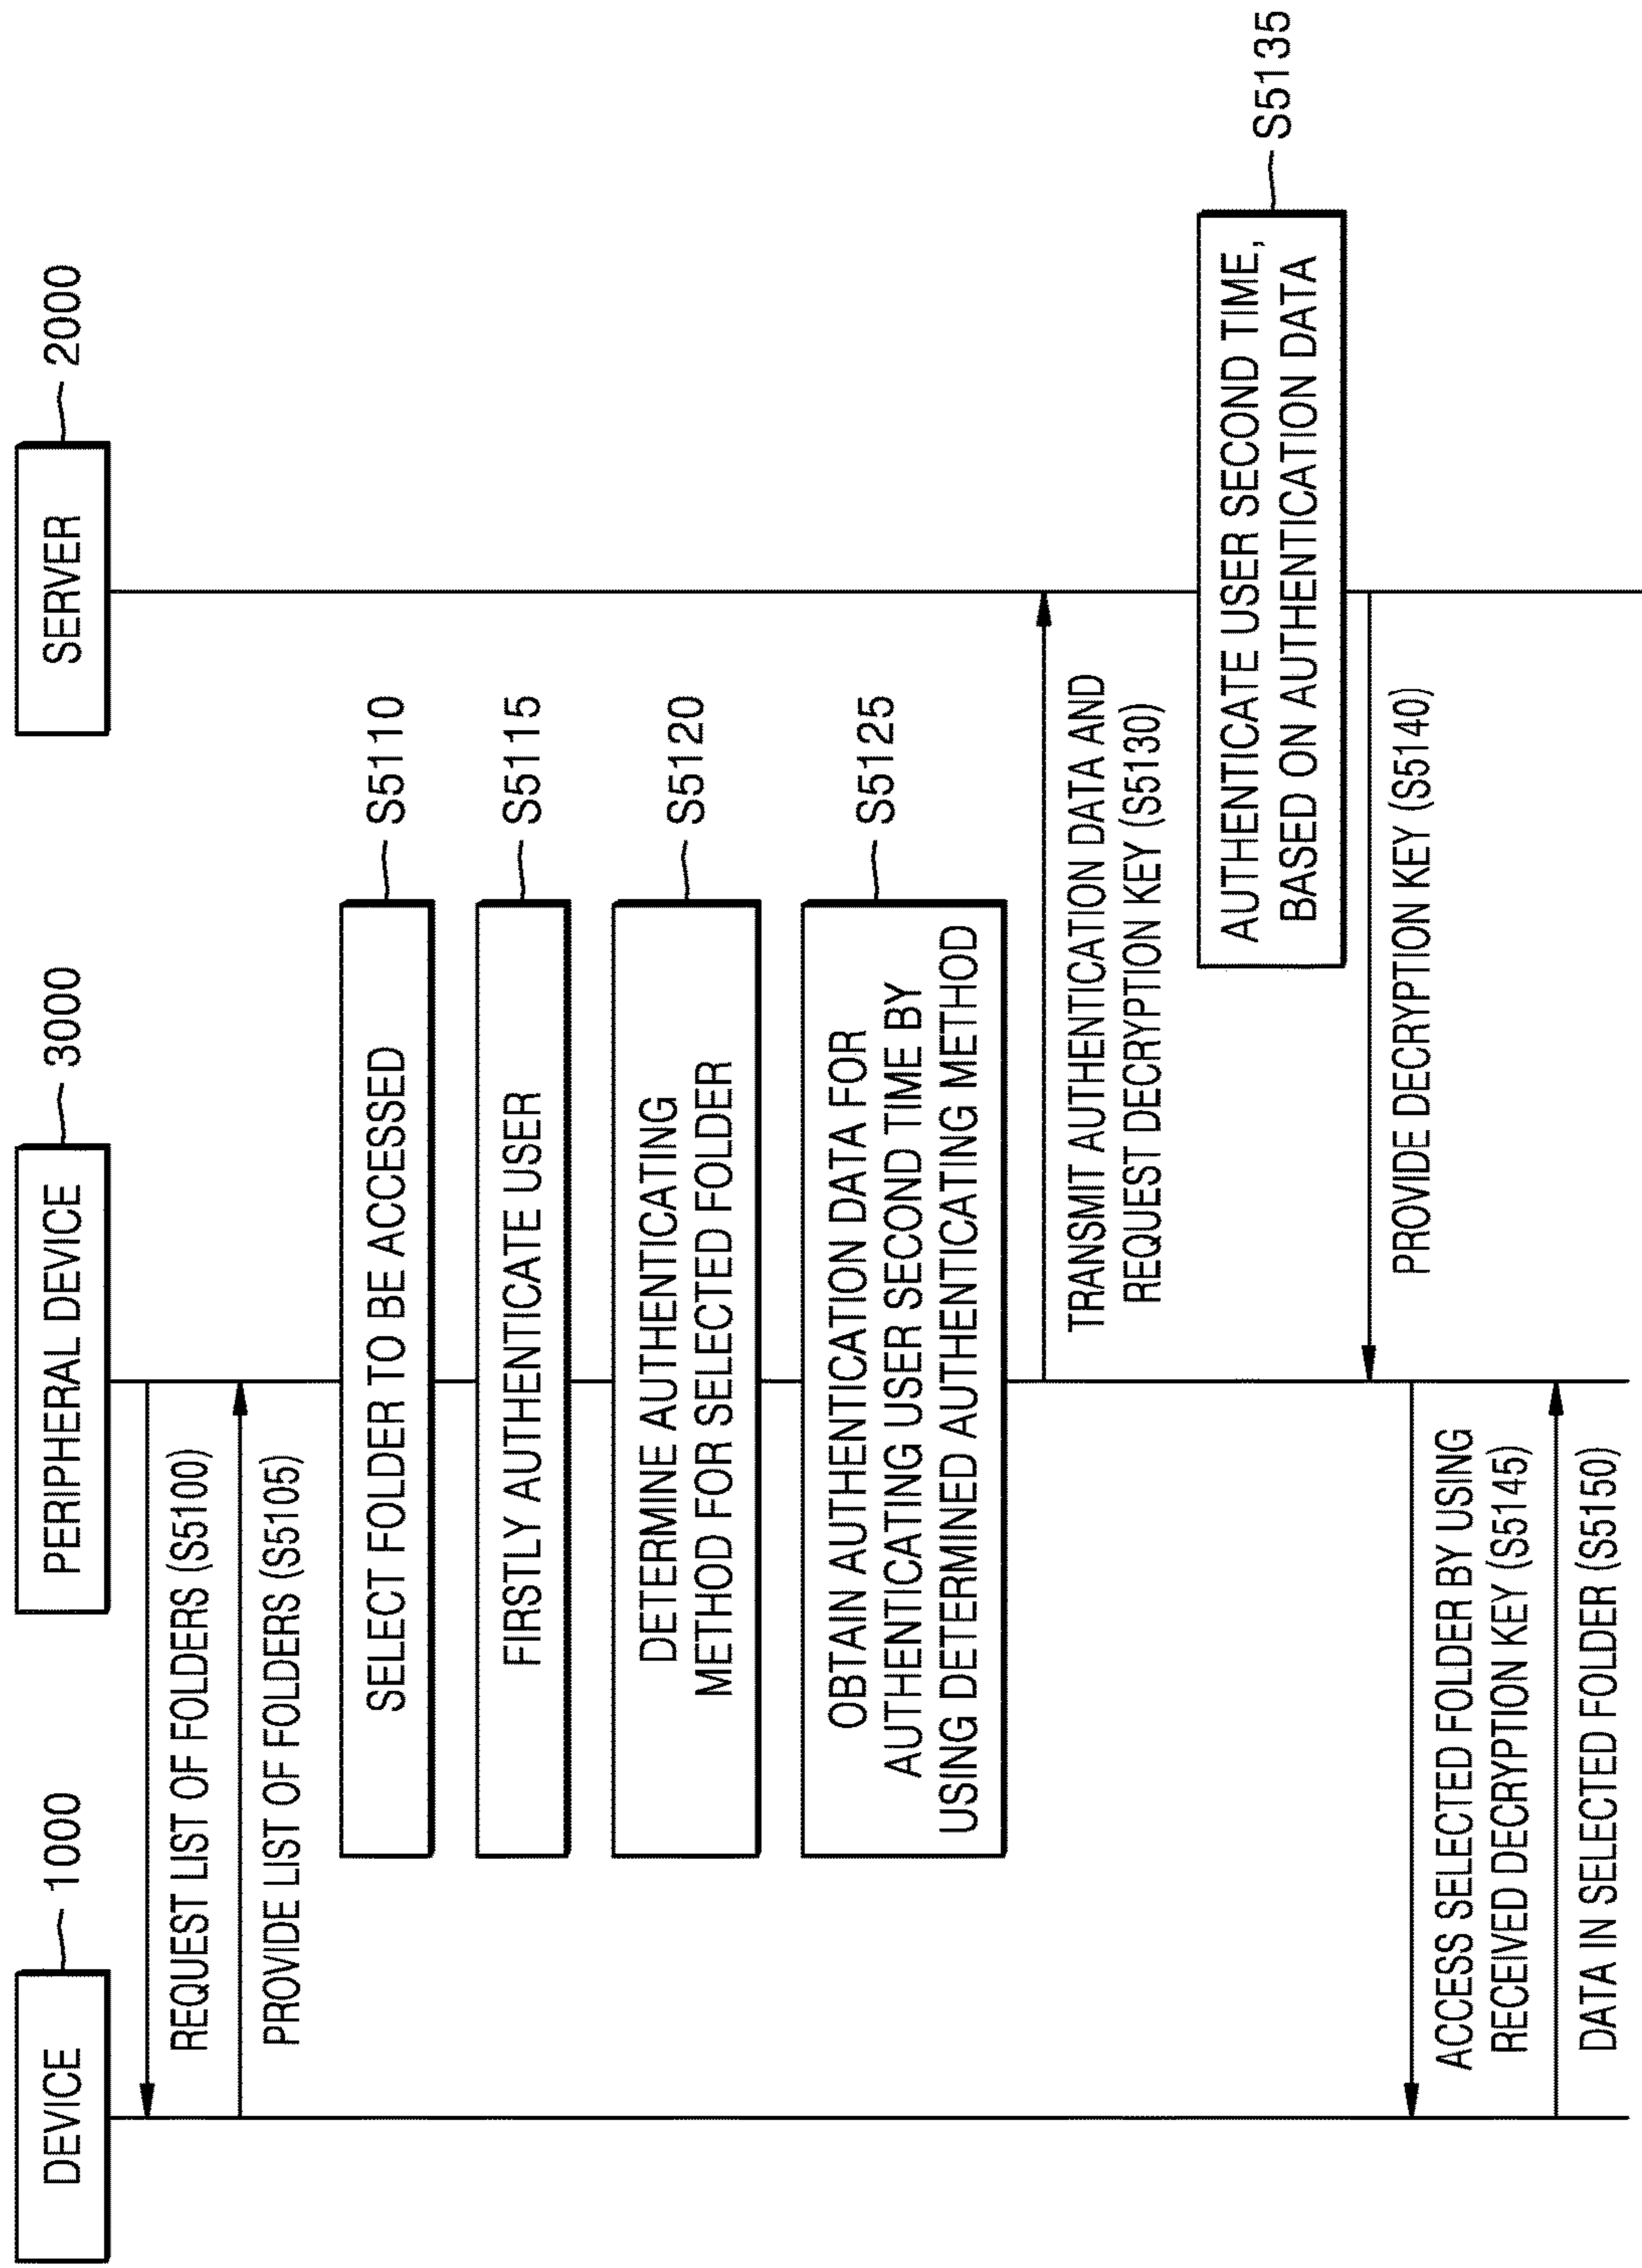 DEVICE
1000
PERIPHERAL DEVICE
3000
SERVER
2000
REQUEST LIST OF FOLDERS (S5100)
PROVIDE LIST OF FOLDERS (S5105)
SELECT FOLDER TO BE ACCESSED
S5110
FIRSTLY AUTHENTICATE USER
S5115
DETERMINE AUTHENTICATING
METHOD FOR SELECTED FOLDER
S5120
OBTAIN AUTHENTICATION DATA FOR
AUTHENTICATING USER SECOND TIME BY
USING DETERMINED AUTHENTICATING METHOD
S5125
TRANSMIT AUTHENTICATION DATA AND
REQUEST DECRYPTION KEY (S5130)
AUTHENTICATE USER SECOND TIME,
BASED ON AUTHENTICATION DATA
S5135
PROVIDE DECRYPTION KEY (S5140)
ACCESS SELECTED FOLDER BY USING
RECEIVED DECRYPTION KEY (S5145)
DATA IN SELECTED FOLDER (S5150)